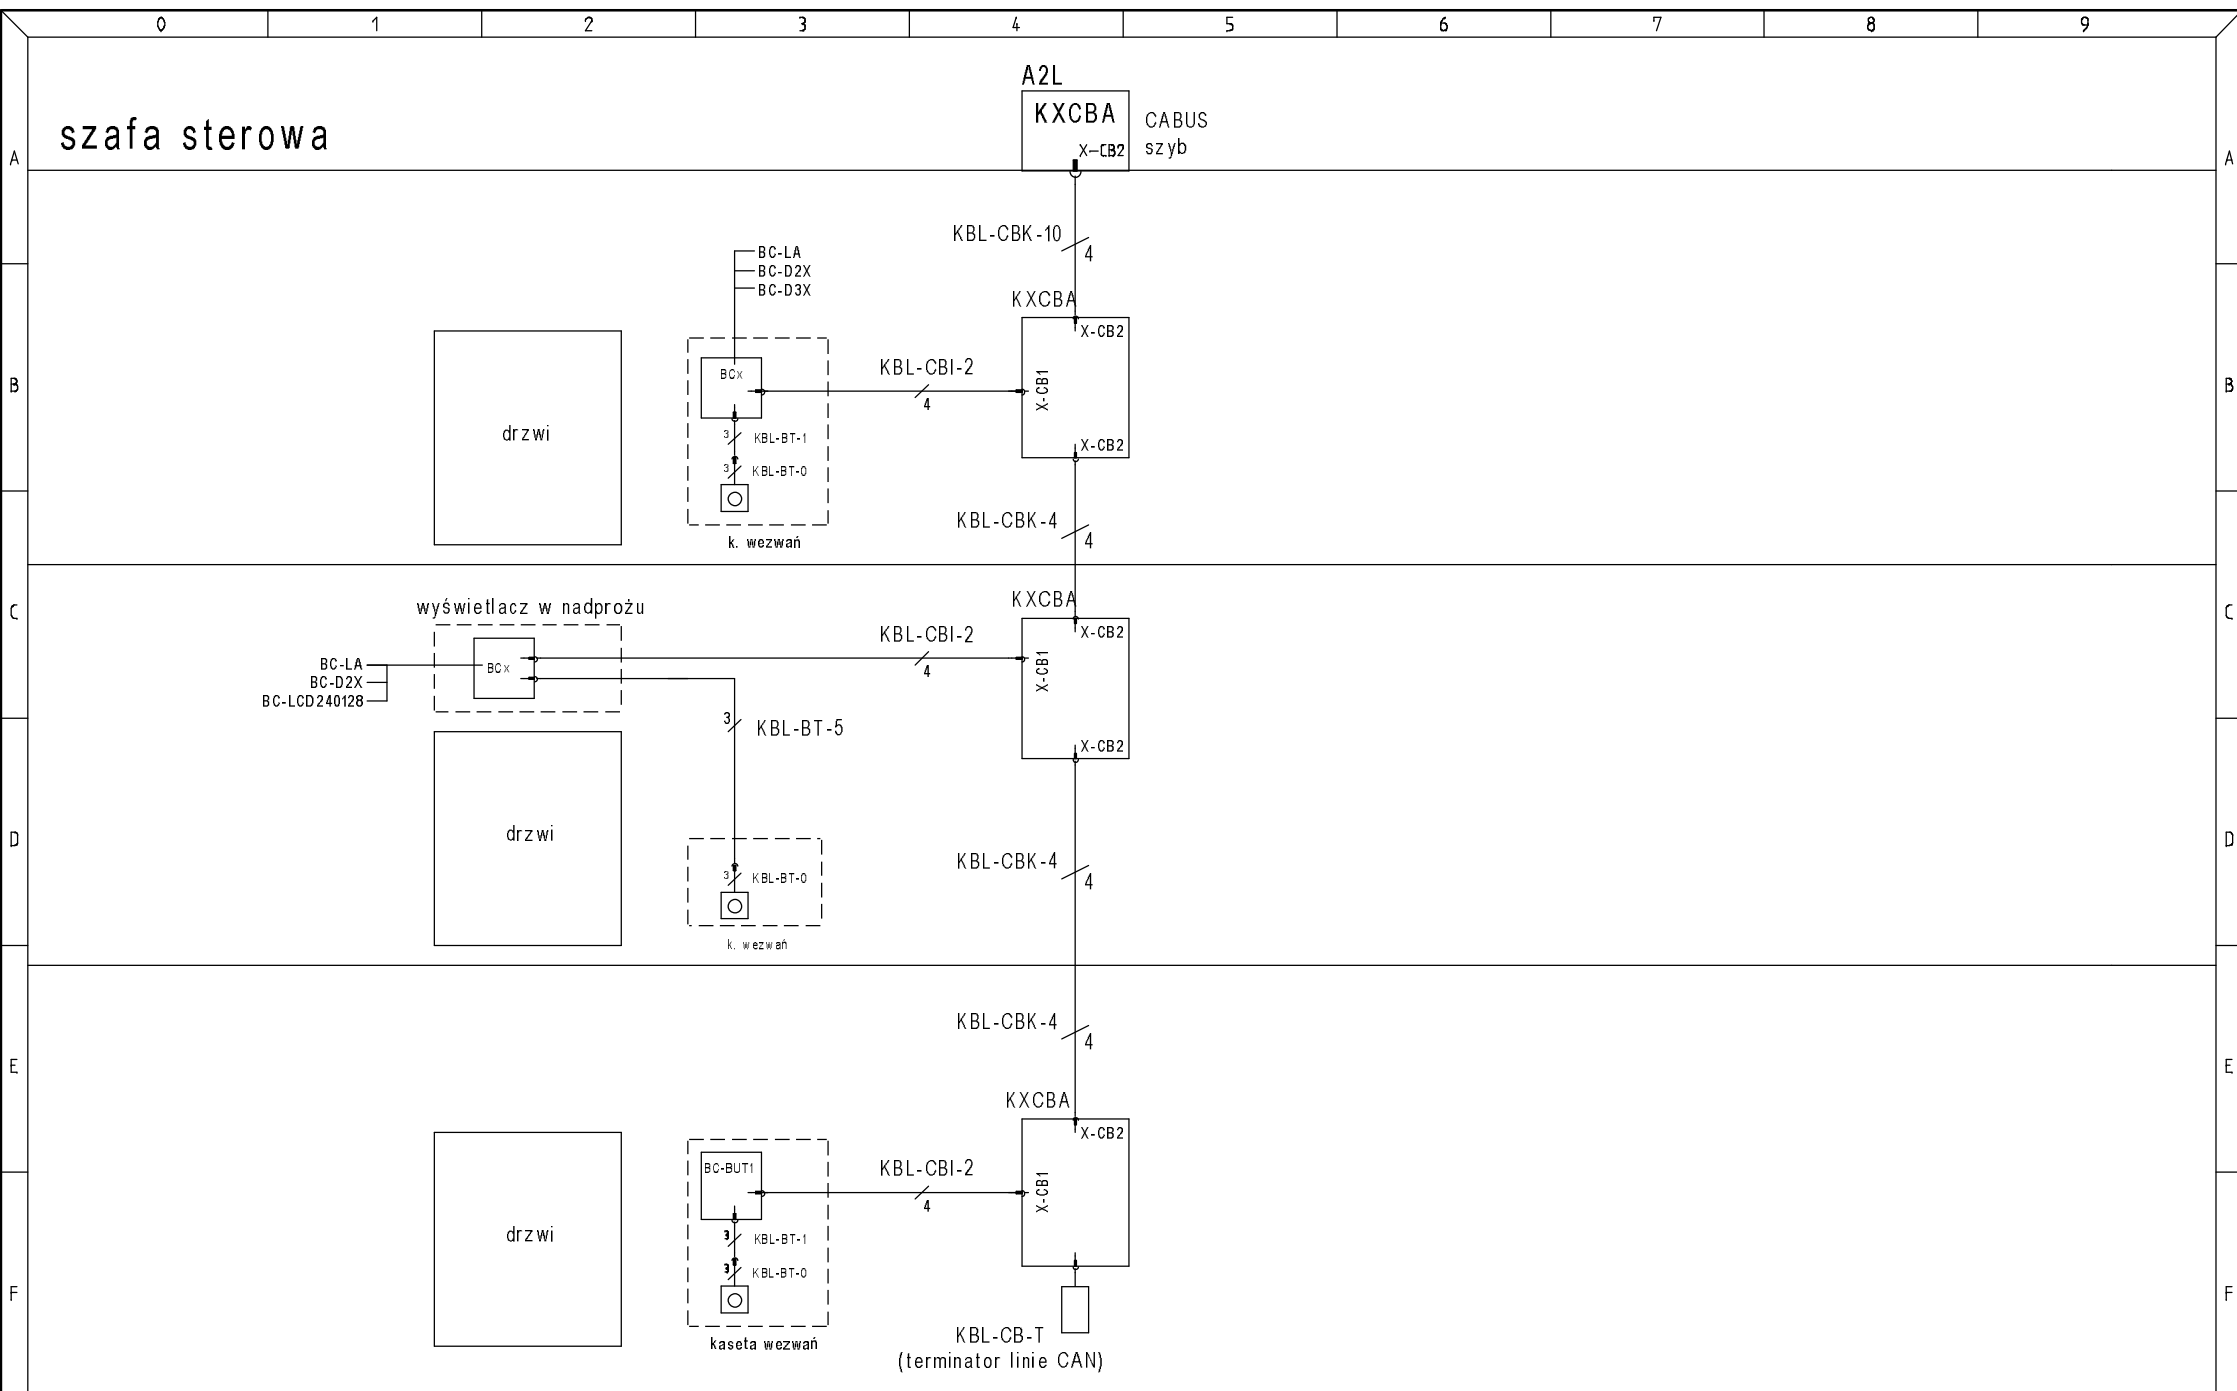 0 1 2 3 4 5 6 7 8 9
A2L
KXCBA
CABUS
szafa sterowa
X-CB2
szyb
A A
KBL-CBK-10
4
BC-LA
BC-D2X
BC-D3X
KXCBA
X-CB2
BCx
KBL-CBI-2
4
X-CB1
B B
drzwi
3 KBL-BT-1
X-CB2
3 KBL-BT-0
k. wezwań
KBL-CBK-4
4
C C
wyświetlacz w nadprożu
KXCBA
X-CB2
KBL-CBI-2
4
X-CB1
BC-LA
BCx
BC-D2X
BC-LCD240128
3 KBL-BT-5
X-CB2
D D
drzwi
KBL-CBK-4
4
3 KBL-BT-0
k. wezwań
KBL-CBK-4
4
E E
KXCBA
X-CB2
BC-BUT1
KBL-CBI-2
4
X-CB1
drzwi
3 KBL-BT-1
3 KBL-BT-0
F F
kaseta wezwań
KBL-CB-T
(terminator linie CAN)